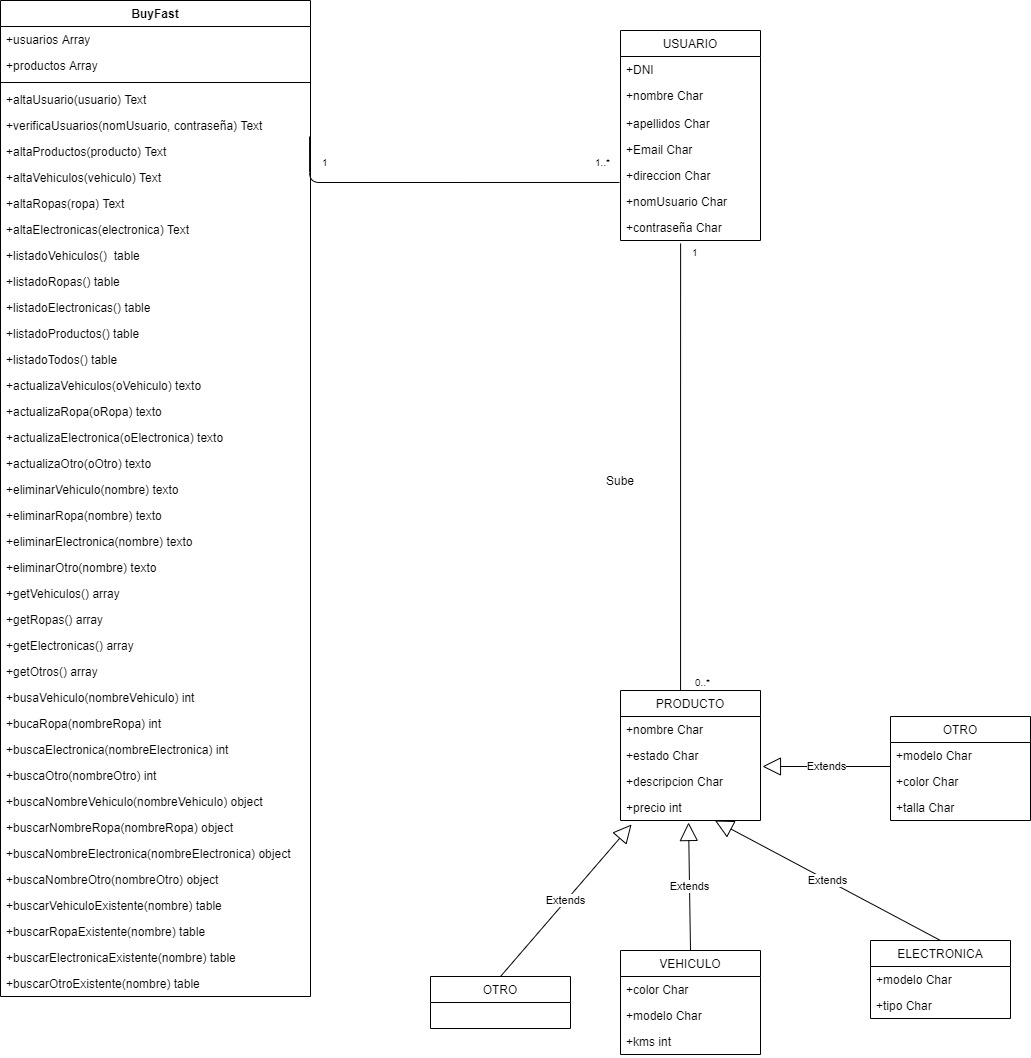 BuyFast
+usuarios Array
+productos Array
+altaUsuario(usuario) Text
+verificaUsuarios(nomUsuario, contraseña) Text
+altaProductos(producto) Text
+altaVehiculos(vehiculo) Text
+altaRopas(ropa) Text
+altaElectronicas(electronica) Text
+listadoVehiculos()  table
+listadoRopas() table
+listadoElectronicas() table
+listadoProductos() table
+listadoTodos() table
+actualizaVehiculos(oVehiculo) texto
+actualizaRopa(oRopa) texto
+actualizaElectronica(oElectronica) texto
+actualizaOtro(oOtro) texto
+eliminarVehiculo(nombre) texto
+eliminarRopa(nombre) texto
+eliminarElectronica(nombre) texto
+eliminarOtro(nombre) texto
+getVehiculos() array
+getRopas() array
+getElectronicas() array
+getOtros() array
+busaVehiculo(nombreVehiculo) int
+bucaRopa(nombreRopa) int
+buscaElectronica(nombreElectronica) int
+buscaOtro(nombreOtro) int
+buscaNombreVehiculo(nombreVehiculo) object
+buscarNombreRopa(nombreRopa) object
+buscaNombreElectronica(nombreElectronica) object
+buscaNombreOtro(nombreOtro) object
+buscarVehiculoExistente(nombre) table
+buscarRopaExistente(nombre) table
+buscarElectronicaExistente(nombre) table
+buscarOtroExistente(nombre) table
1
1..*
USUARIO
+DNI
+nombre Char
+apellidos Char
+Email Char
+direccion Char
+nomUsuario Char
+contraseña Char
1
Sube
0..*
PRODUCTO
+nombre Char
+estado Char
+descripcion Char
+precio int
Extends
OTRO
+modelo Char
+color Char
+talla Char
Extends
Extends
Extends
OTRO
VEHICULO
+color Char
+modelo Char
+kms int
ELECTRONICA
+modelo Char
+tipo Char